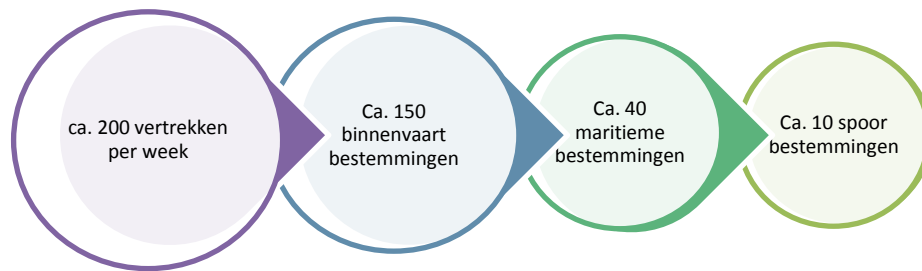 ca. 200 vertrekken
per week
Ca. 150
binnenvaart
bestemmingen
Ca. 40
maritieme
bestemmingen
Ca. 10 spoor
bestemmingen